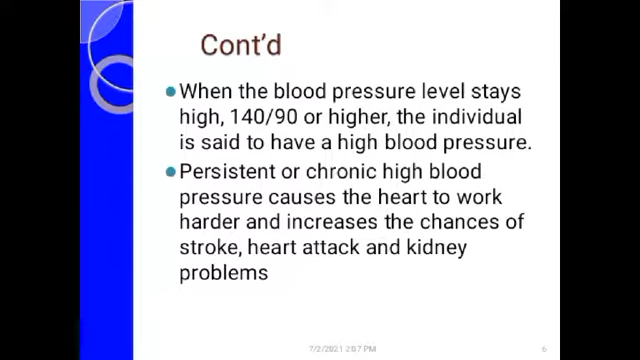 Cont’d
When the blood pressure level stays
high, 140/90 or higher, the individual
is said to have a high blood pressure.
Persistent or chronic high blood
pressure causes the heart to work
harder and increases the chances of
stroke, heart attack and kidney
problems
7/2/2021 2:07 PM
6